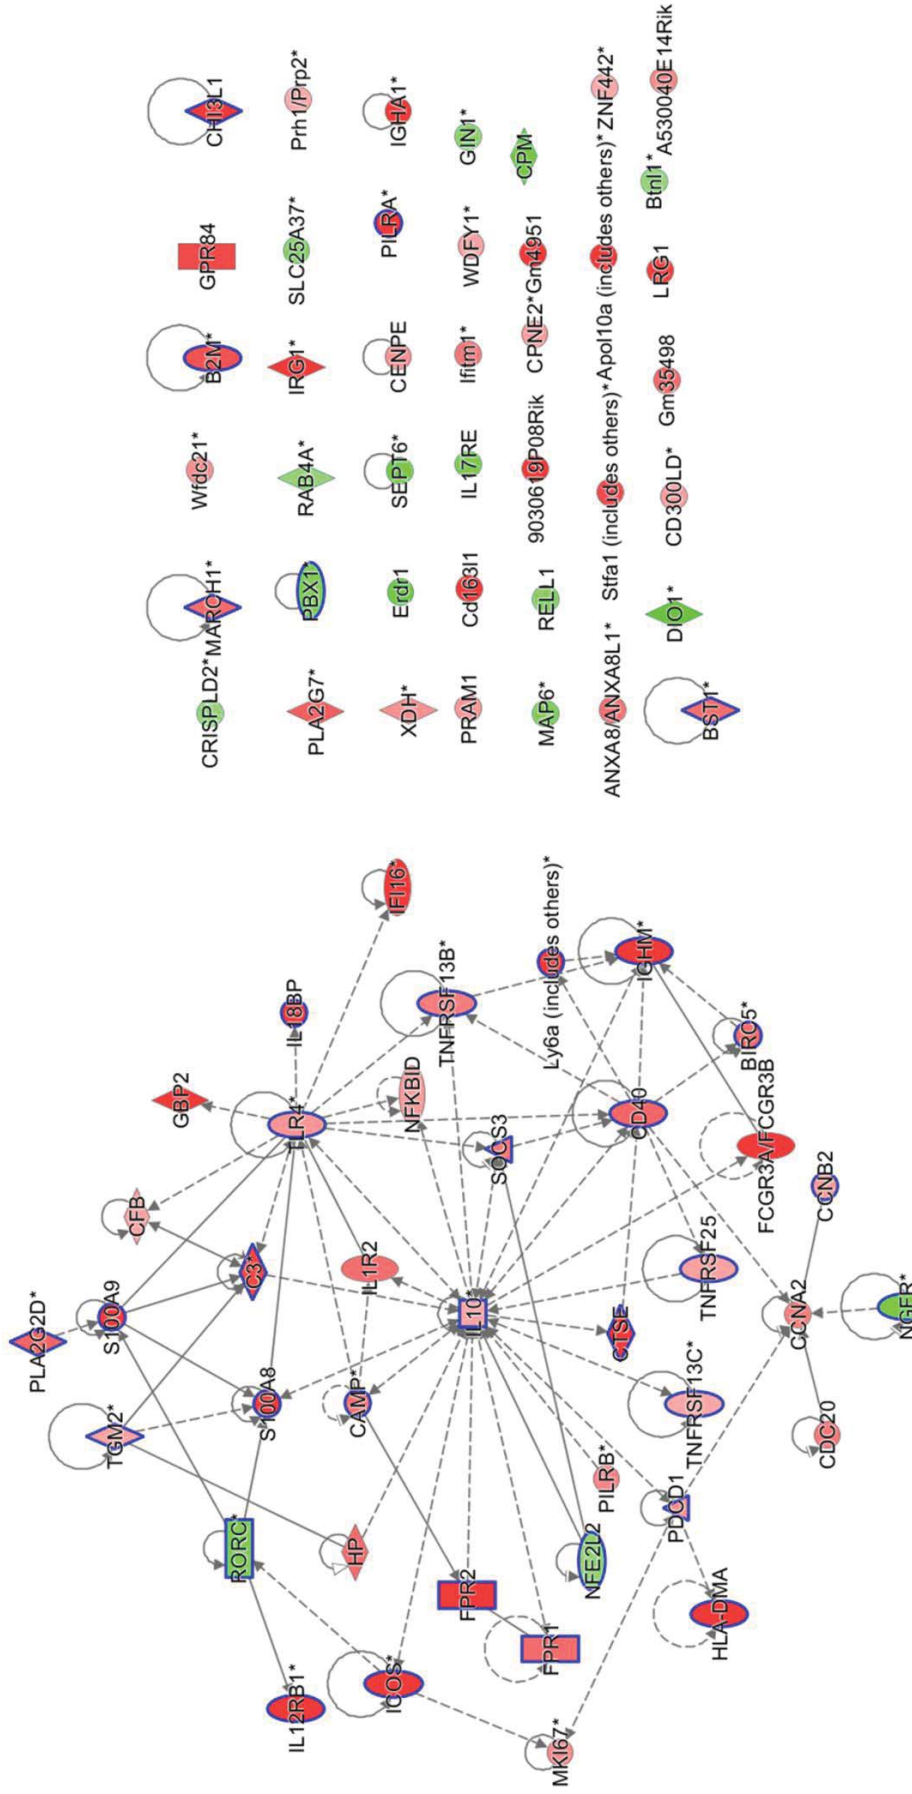 CHI3L1
Prh1/Prp2*
IGHA1*
GIN1*
CPM
ZNF442*
A530040E14Rik
GPR84
SLC25A37*
PILRA*
WDFY1*
Gm4951
Apol10a (includes others)*
Btnl1*
B2M*
IRG1*
CENPE
Ifitm1*
CPNE2*
LRG1
Wfdc21*
RAB4A*
SEPT6*
IL17RE
9030619P08Rik
Stfa1 (includes others)*
Gm35498
MARCH1*
PBX1*
Erdr1
Cd163l1
RELL1
CD300LD*
CRISPLD2*
PLA2G7*
XDH*
PRAM1
MAP6*
ANXA8/ANXA8L1*
DIO1*
BST1*
IFI16*
IL18BP
TNFRSF13B*
Ly6a (includes others)*
IGHM*
GBP2
TLR4*
NFKBID
BIRC5*
CD40
SOCS3
FCGR3A/FCGR3B
CFB
CCNB2
C3*
IL1R2
TNFRSF25
PLA2G2D*
S100A9
IL10*
CTSE
CCNA2
NGFR*
S100A8
CAMP*
TNFRSF13C*
TGM2*
CDC20
PILRB*
PDCD1
RORC*
HP
NFE2L2
FPR2
HLA-DMA
FPR1
IL12RB1*
ICOS*
MKI67*